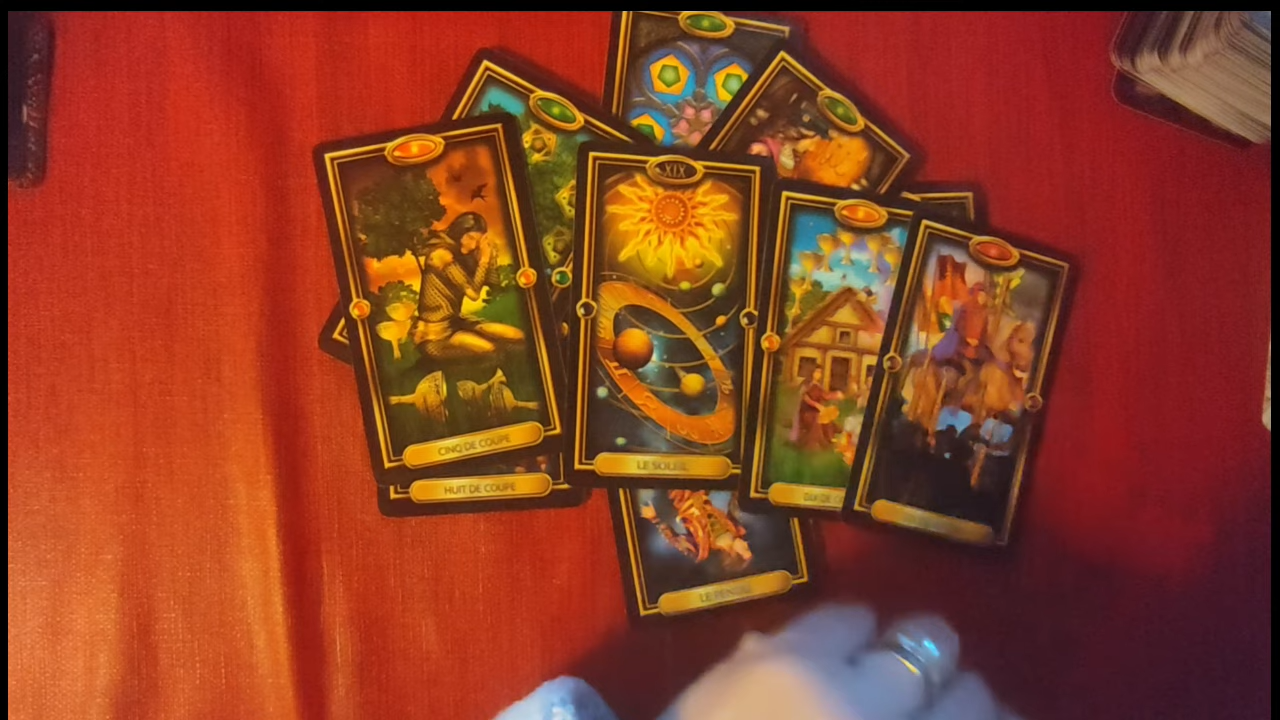 XIX
CINQ DE COUPE
LE SOLEIL
HUIT DE COUPE
LE PENDU